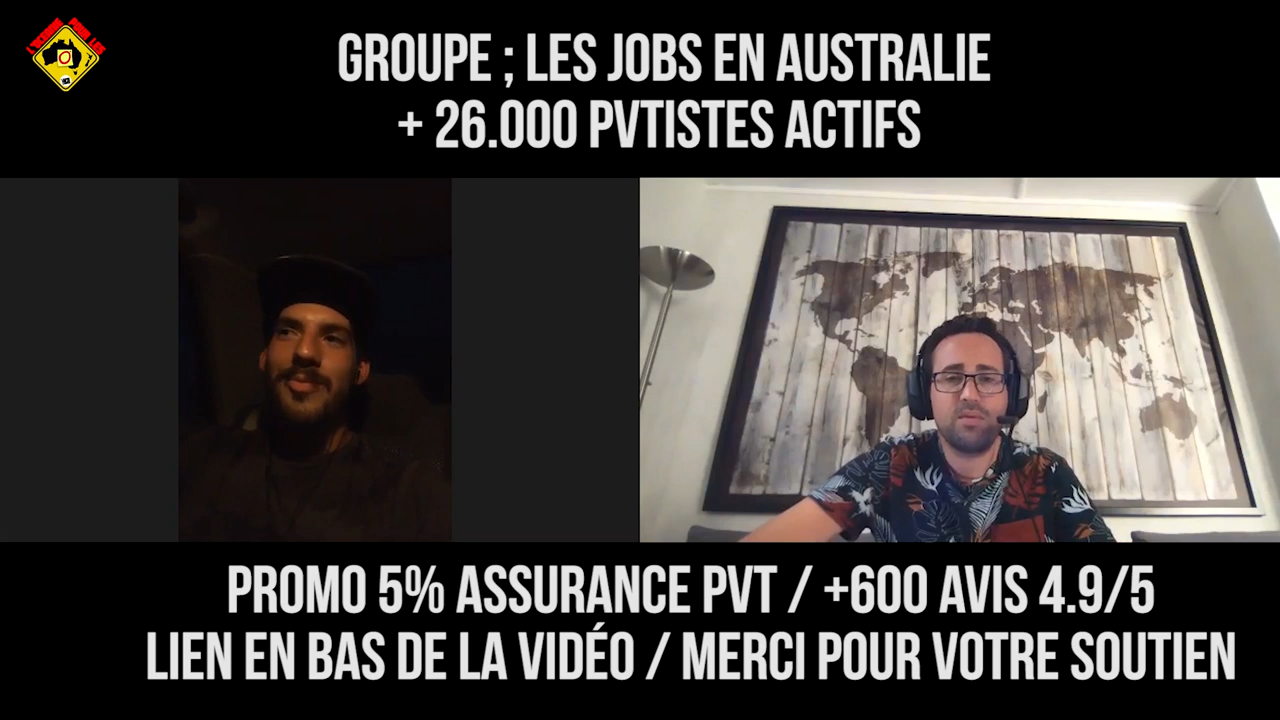 GROUPE ; LES JOBS EN AUSTRALIE
+ 26.000 PVTISTES ACTIFS
PROMO 5% ASSURANCE PVT / +600 AVIS 4.9/5
LIEN EN BAS DE LA VIDÉO / MERCI POUR VOTRE SOUTIEN